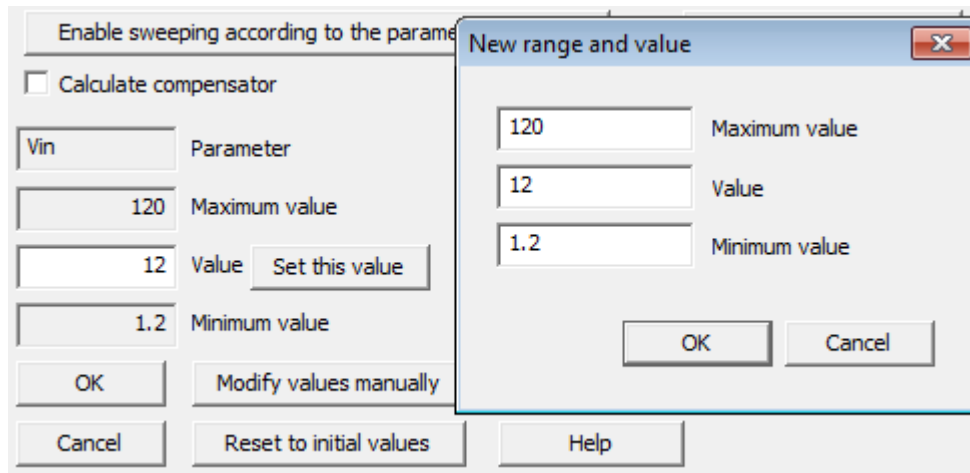 Enable sweeping according to the
Calculate compensator
Vin Parameter
120 Maximum value
12 Value Set this value
1.2 Minimum value
OK Modify values manually
Cancel Reset to initial values Help
New range and value
120 Maximum value
12 Value
1.2 Minimum value
OK Cancel